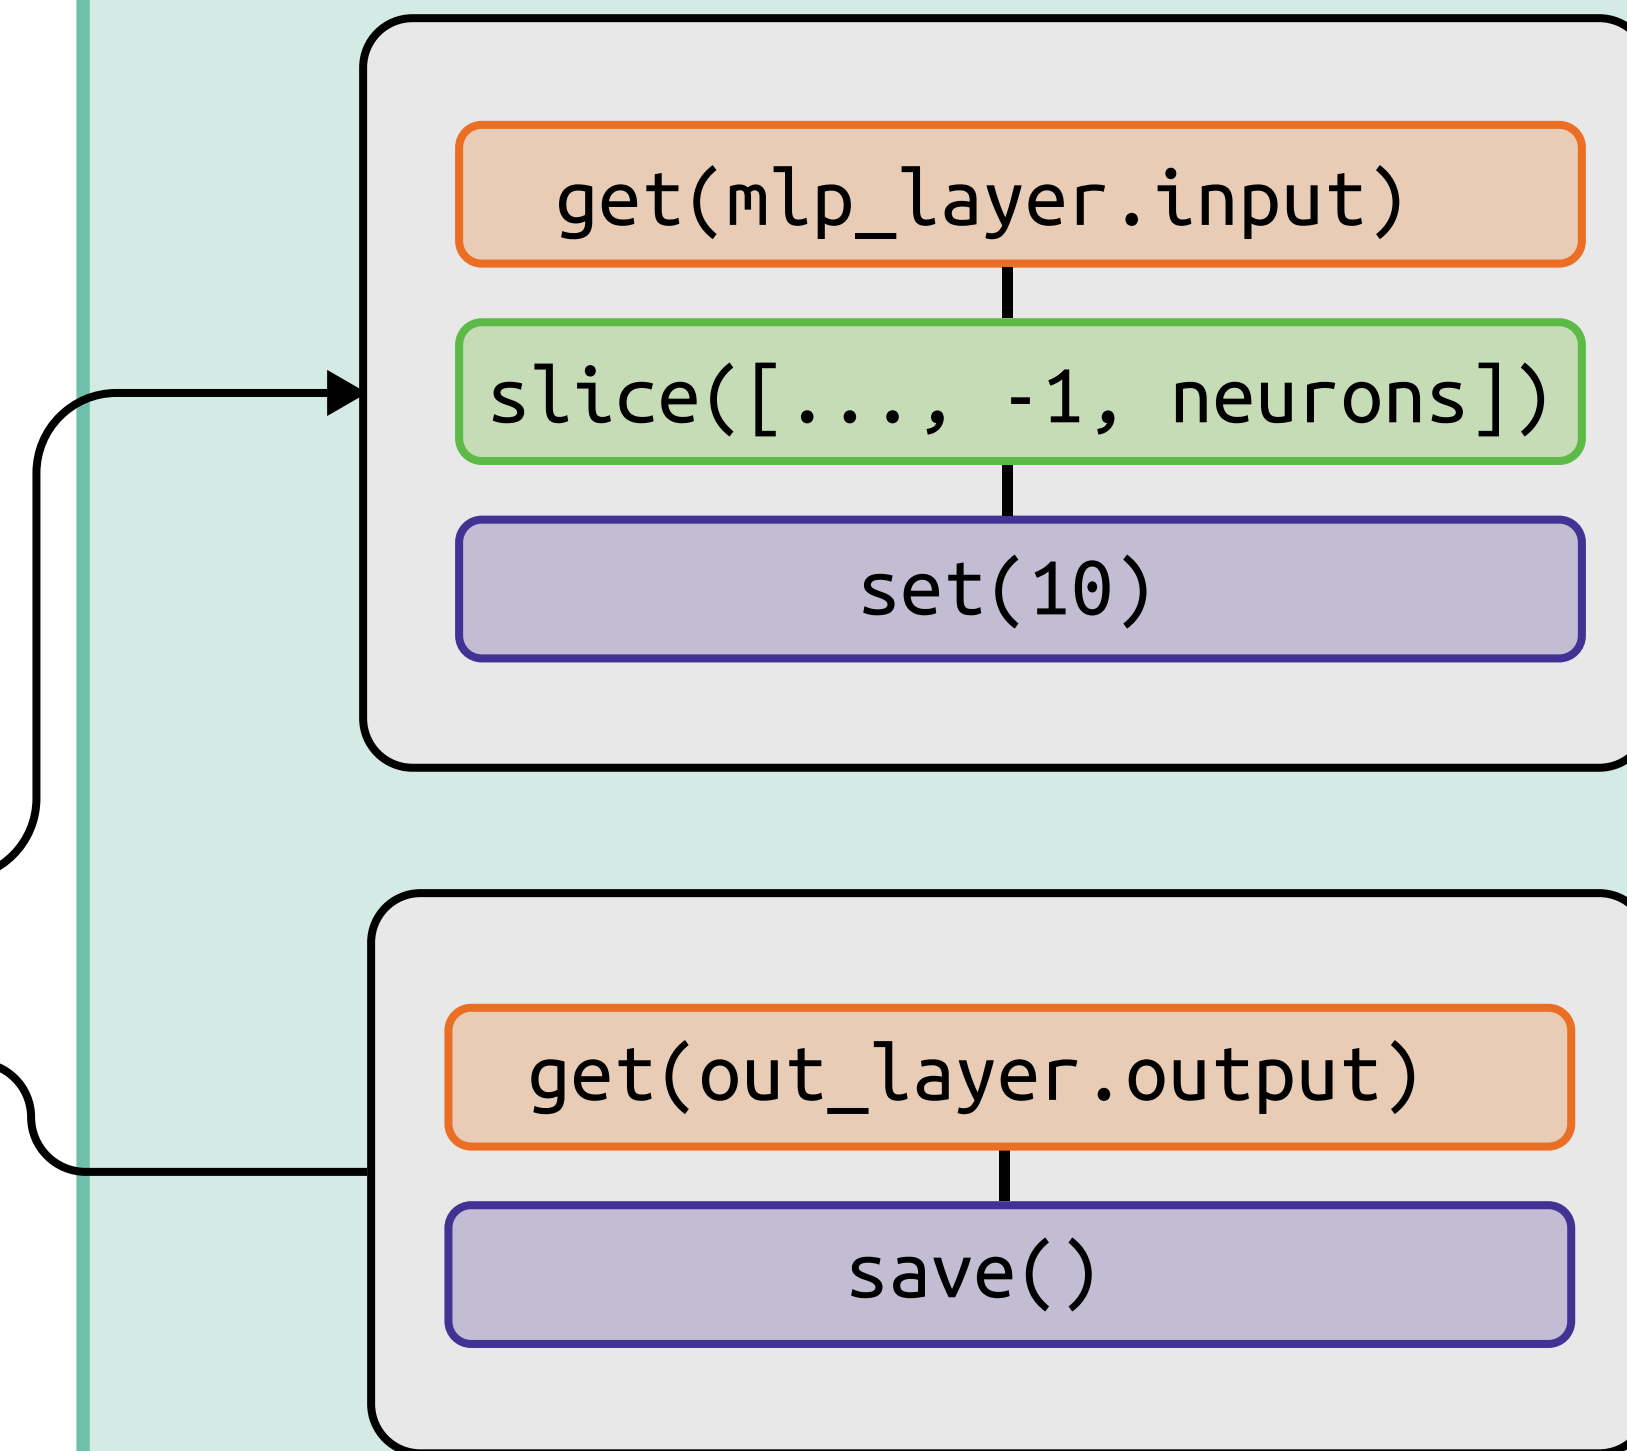 get(mlp_layer.input)
slice([..., -1, neurons])
set(10)
get(out_layer.output)
save()